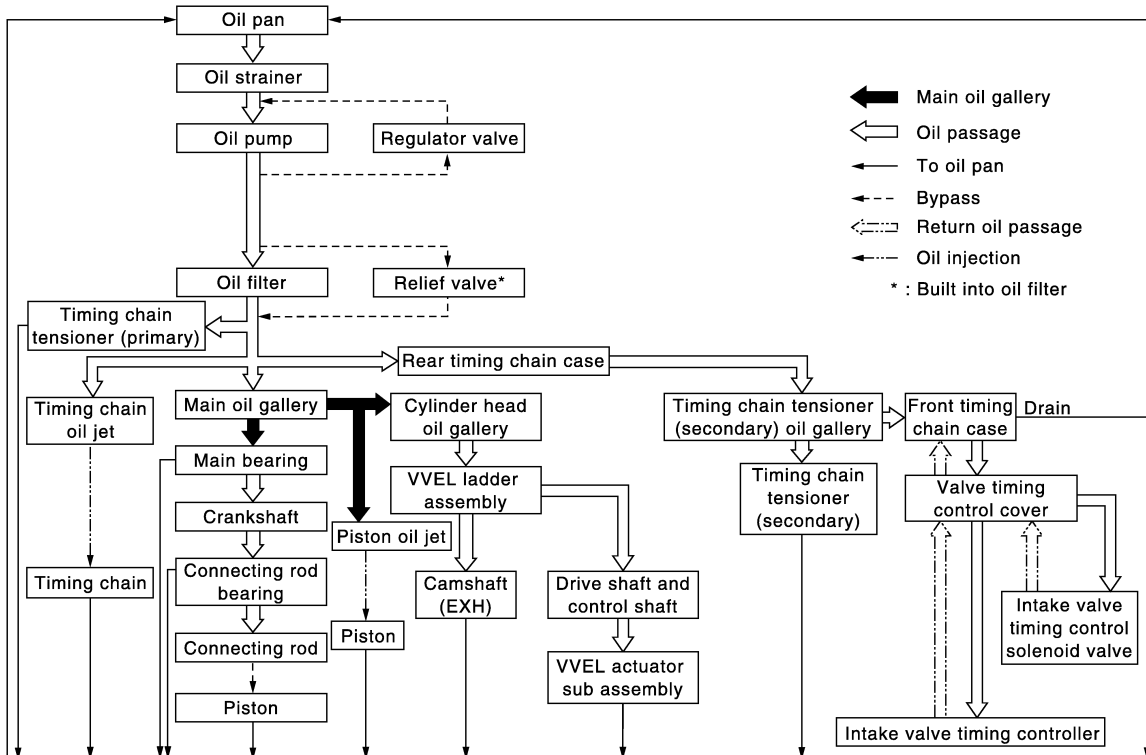 Oil pan
Oil strainer
Oil pump
Regulator valve
Oil filter
Relief valve*
Main oil gallery
Oil passage
To oil pan
Bypass
Return oil passage
Oil injection
* : Built into oil filter
Timing chain
tensioner (primary)
Rear timing chain case
Timing chain
oil jet
Main oil gallery
Cylinder head
oil gallery
Timing chain tensioner
(secondary) oil gallery
Front timing
chain case
Drain
Main bearing
VVEL ladder
assembly
Timing chain
tensioner
(secondary)
Valve timing
control cover
Crankshaft
Piston oil jet
Timing chain
Connecting rod
bearing
Camshaft
(EXH)
Drive shaft and
control shaft
Intake valve
timing control
solenoid valve
Connecting rod
Piston
VVEL actuator
sub assembly
Piston
Intake valve timing controller